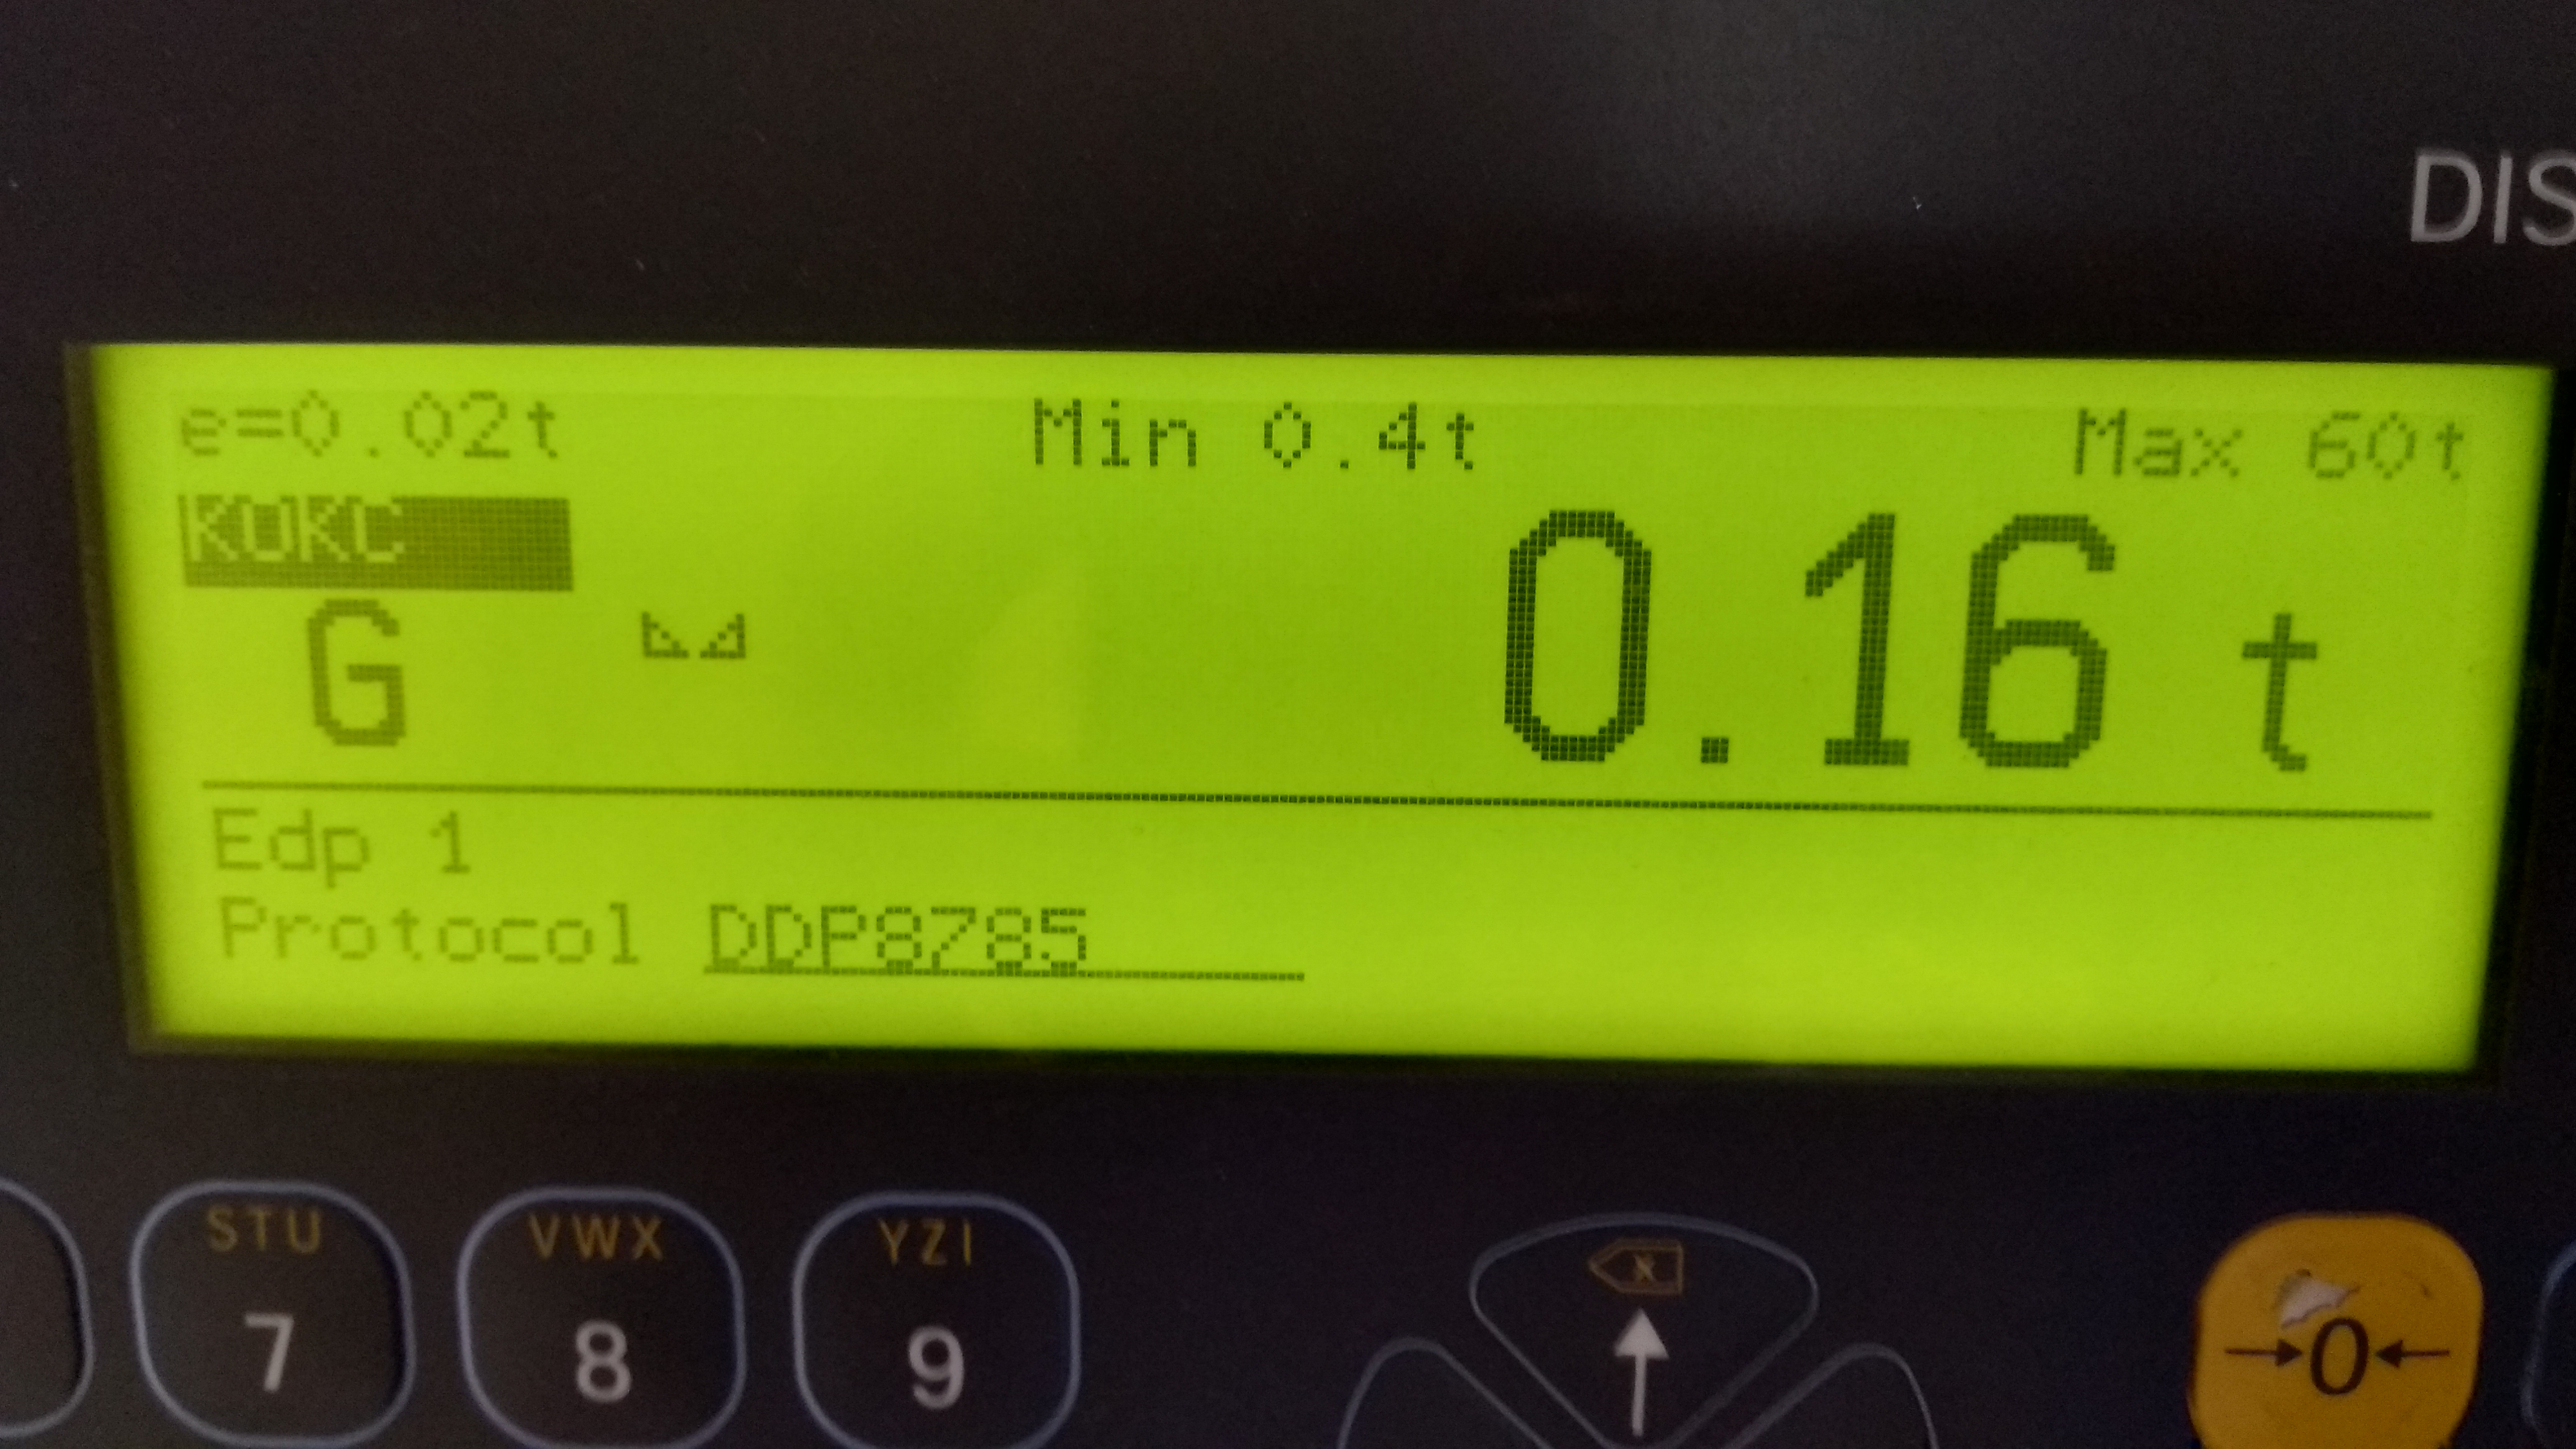 DIS
e=0.02t Min 0.4t Max 60t
KOKC
G 0.16 t
Edp 1
Protocol DDP8785
STU VWX YZI
7 8 9
→0←